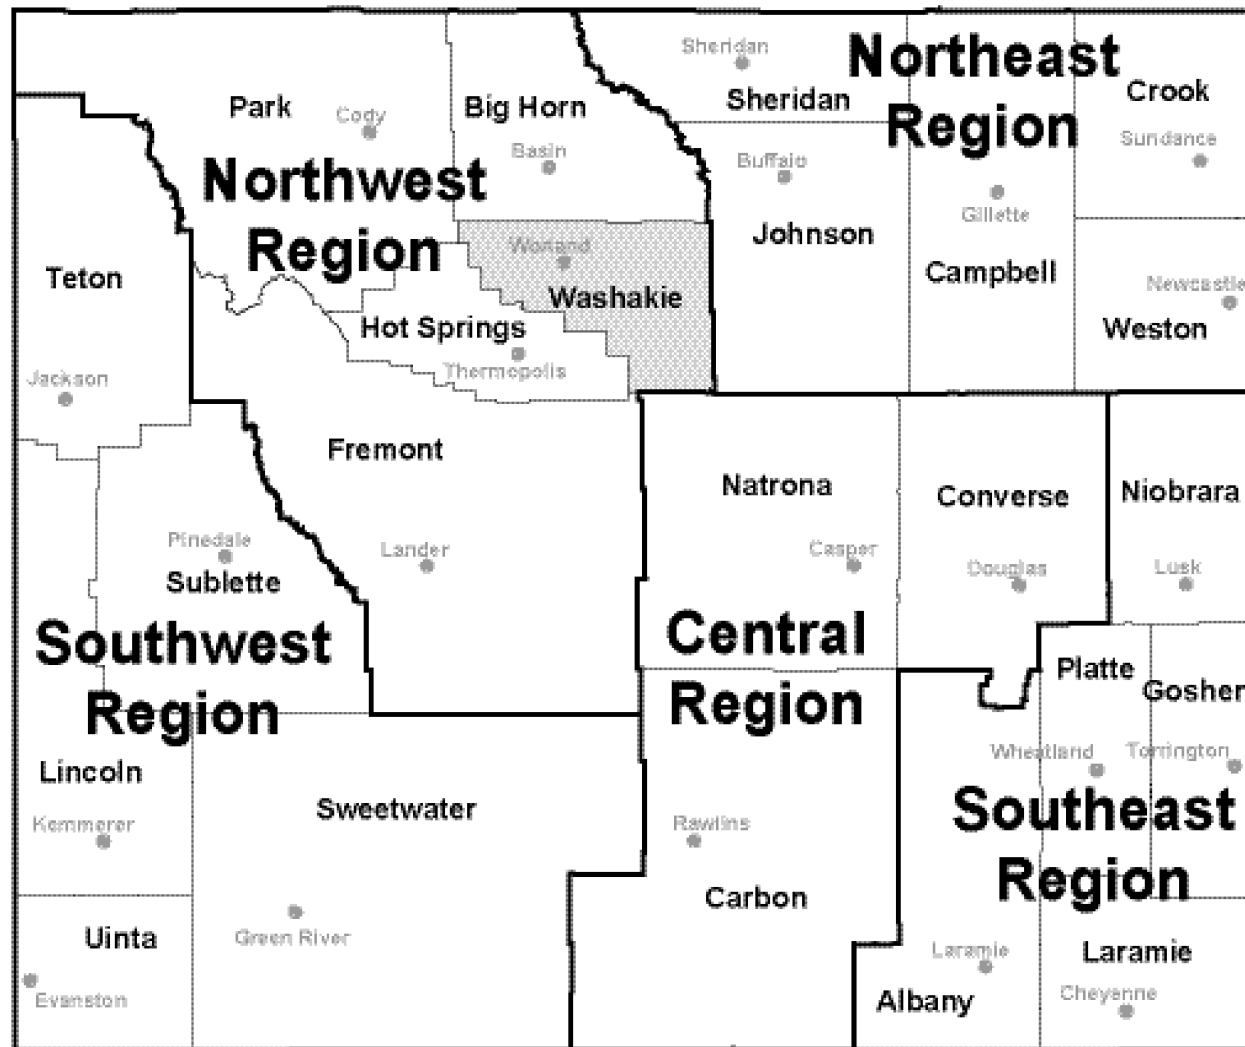 Sheridan
Northeast
Region
Park
Cody
Big Horn
Sheridan
Crook
Basin
Buffalo
Sundance
Northwest
Region
Gillette
Worland
Johnson
Teton
Washakie
Campbell
Newcastle
Hot Springs
Weston
Thermopolis
Jackson
Fremont
Natrona
Converse
Niobrara
Pinedale
Lander
Casper
Douglas
Lusk
Sublette
Southwest
Region
Central
Region
Platte
Gosher
Wheatland
Torrington
Lincoln
Sweetwater
Southeast
Region
Kemmerer
Rawlins
Carbon
Uinta
Green River
Laramie
Laramie
Evanston
Albany
Cheyenne